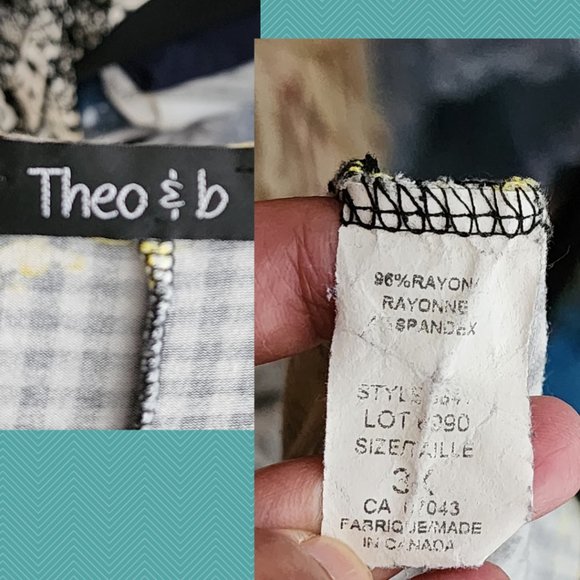 Theo & b
96%RAYON/
RAYONNE
SPANDEX
STYLE
LOT
SIZE/TAILLE
3X
CA
FABRIQUE/MADE
IN CANADA